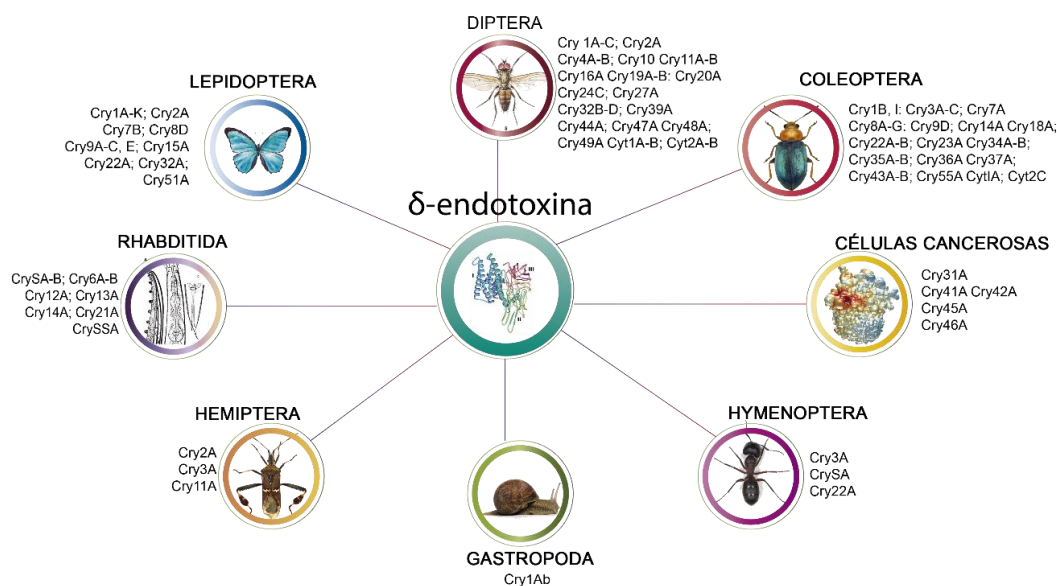 DIPTERA
Cry 1A-C; Cry2A
Cry4A-B; Cry10 Cry11A-B
Cry16A Cry19A-B: Cry20A
Cry24C; Cry27A
Cry32B-D; Cry39A
Cry44A; Cry47A Cry48A;
Cry49A Cyt1A-B; Cyt2A-B
LEPIDOPTERA
Cry1A-K; Cry2A
Cry7B; Cry8D
Cry9A-C, E; Cry15A
Cry22A; Cry32A;
Cry51A
COLEOPTERA
Cry1B, I: Cry3A-C; Cry7A
Cry8A-G: Cry9D; Cry14A Cry18A;
Cry22A-B; Cry23A Cry34A-B;
Cry35A-B; Cry36A Cry37A;
Cry43A-B; Cry55A CytlA; Cyt2C
δ-endotoxina
I
III
II
RHABDITIDA
CrySA-B; Cry6A-B
Cry12A; Cry13A
Cry14A; Cry21A
CrySSA
CÉLULAS CANCEROSAS
Cry31A
Cry41A Cry42A
Cry45A
Cry46A
HEMIPTERA
Cry2A
Cry3A
Cry11A
HYMENOPTERA
Cry3A
CrySA
Cry22A
GASTROPODA
Cry1Ab